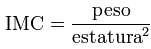 IMC = peso / estatura²